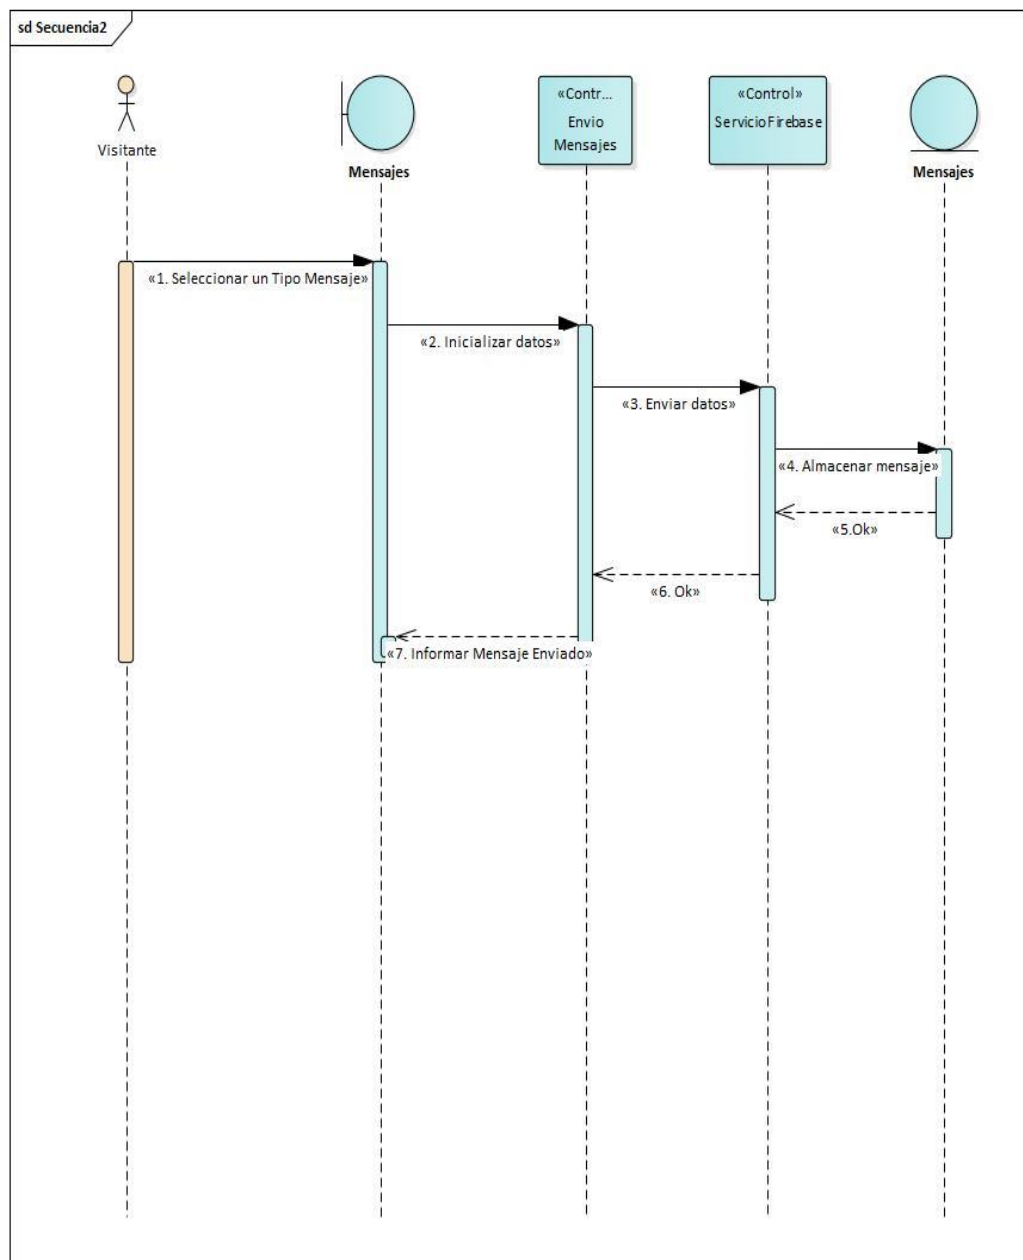 sd Secuencia2
Visitante
Mensajes
«Contr...
Envio
Mensajes
«Control»
ServicioFirebase
Mensajes
«1. Seleccionar un Tipo Mensaje»
«2. Inicializar datos»
«3. Enviar datos»
«4. Almacenar mensaje»
«5.Ok»
«6. Ok»
«7. Informar Mensaje Enviado»